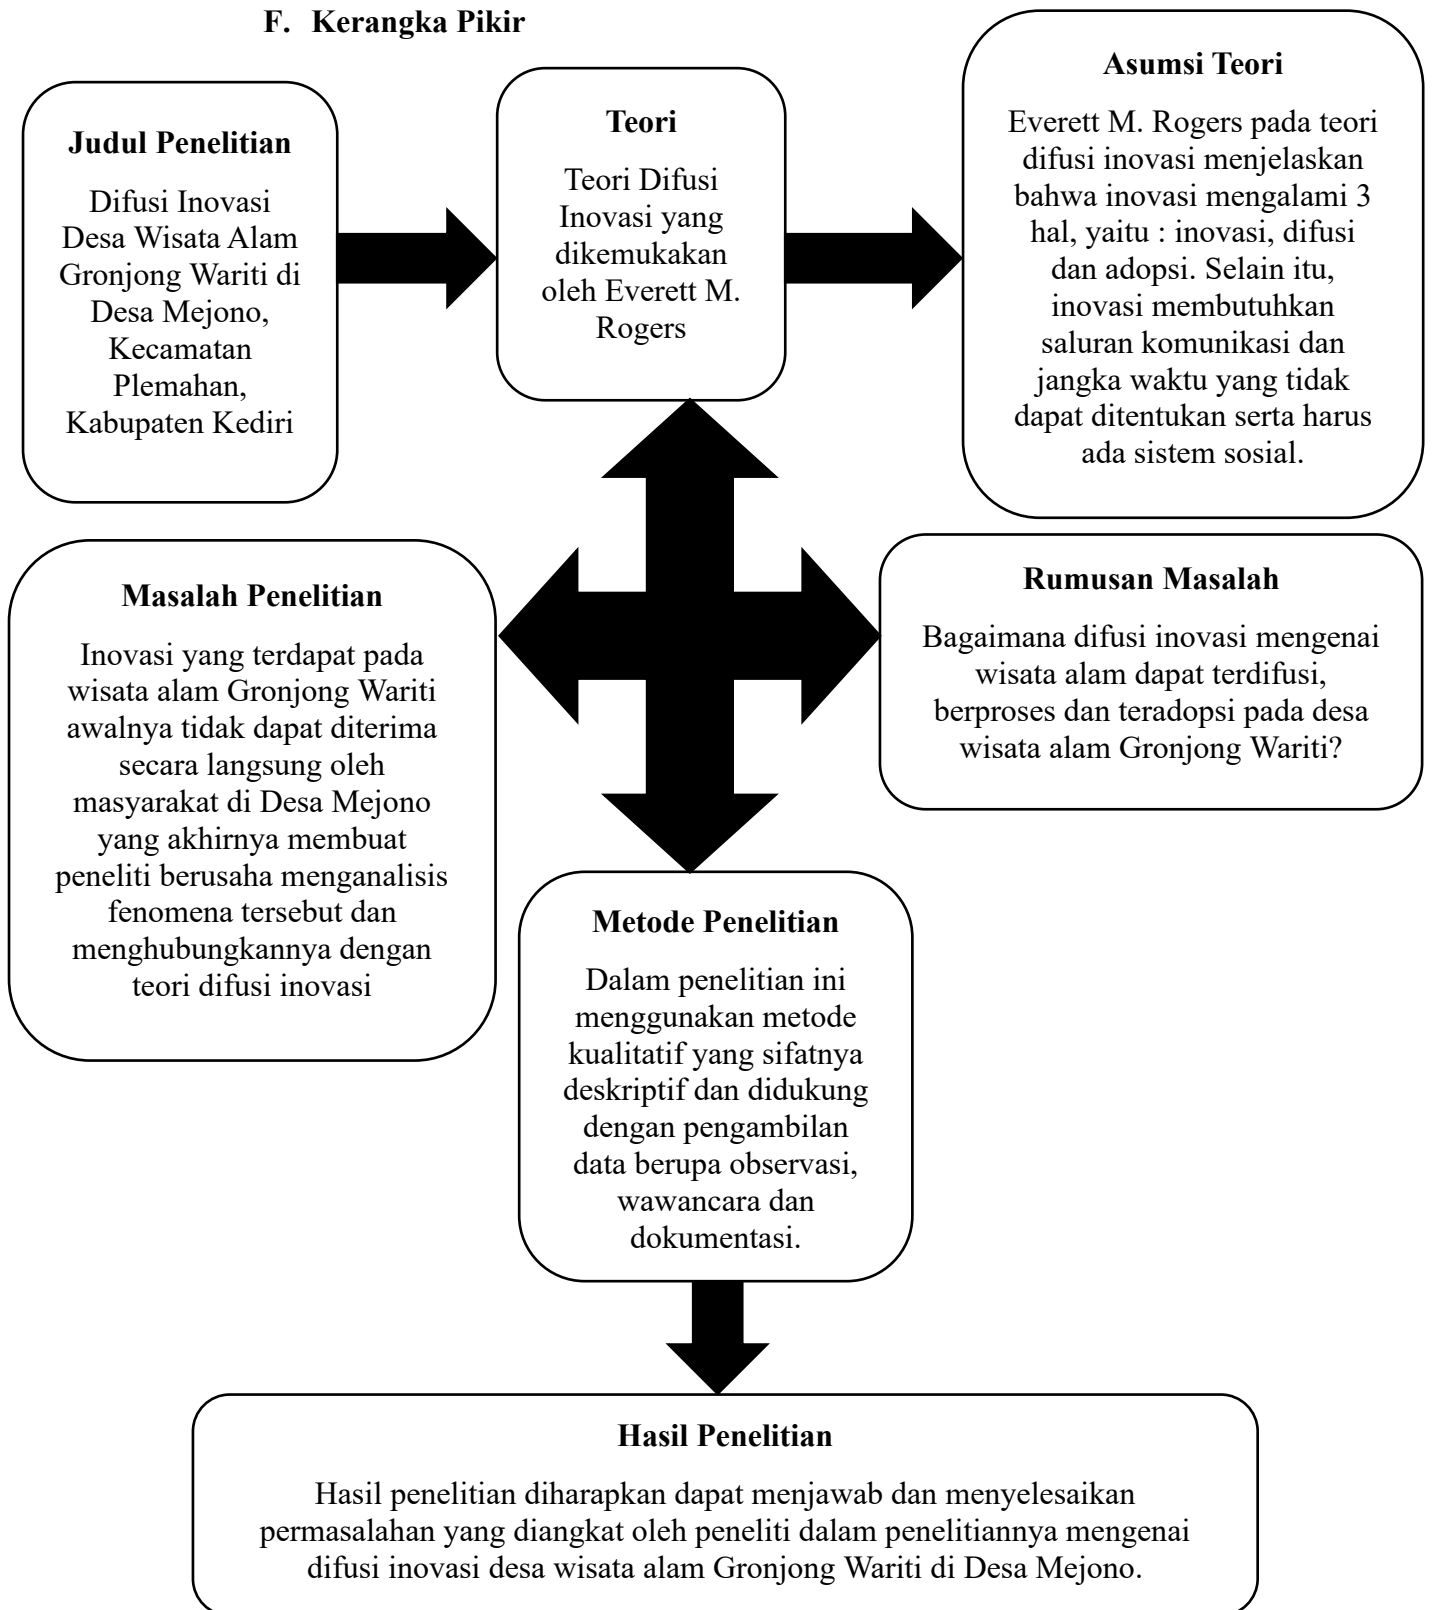 F. Kerangka Pikir
Judul Penelitian
Difusi Inovasi
Desa Wisata Alam
Gronjong Wariti di
Desa Mejono,
Kecamatan
Plemahan,
Kabupaten Kediri
Teori
Teori Difusi
Inovasi yang
dikemukakan
oleh Everett M.
Rogers
Asumsi Teori
Everett M. Rogers pada teori
difusi inovasi menjelaskan
bahwa inovasi mengalami 3
hal, yaitu : inovasi, difusi
dan adopsi. Selain itu,
inovasi membutuhkan
saluran komunikasi dan
jangka waktu yang tidak
dapat ditentukan serta harus
ada sistem sosial.
Masalah Penelitian
Inovasi yang terdapat pada
wisata alam Gronjong Wariti
awalnya tidak dapat diterima
secara langsung oleh
masyarakat di Desa Mejono
yang akhirnya membuat
peneliti berusaha menganalisis
fenomena tersebut dan
menghubungkannya dengan
teori difusi inovasi
Rumusan Masalah
Bagaimana difusi inovasi mengenai
wisata alam dapat terdifusi,
berproses dan teradopsi pada desa
wisata alam Gronjong Wariti?
Metode Penelitian
Dalam penelitian ini
menggunakan metode
kualitatif yang sifatnya
deskriptif dan didukung
dengan pengambilan
data berupa observasi,
wawancara dan
dokumentasi.
Hasil Penelitian
Hasil penelitian diharapkan dapat menjawab dan menyelesaikan
permasalahan yang diangkat oleh peneliti dalam penelitiannya mengenai
difusi inovasi desa wisata alam Gronjong Wariti di Desa Mejono.